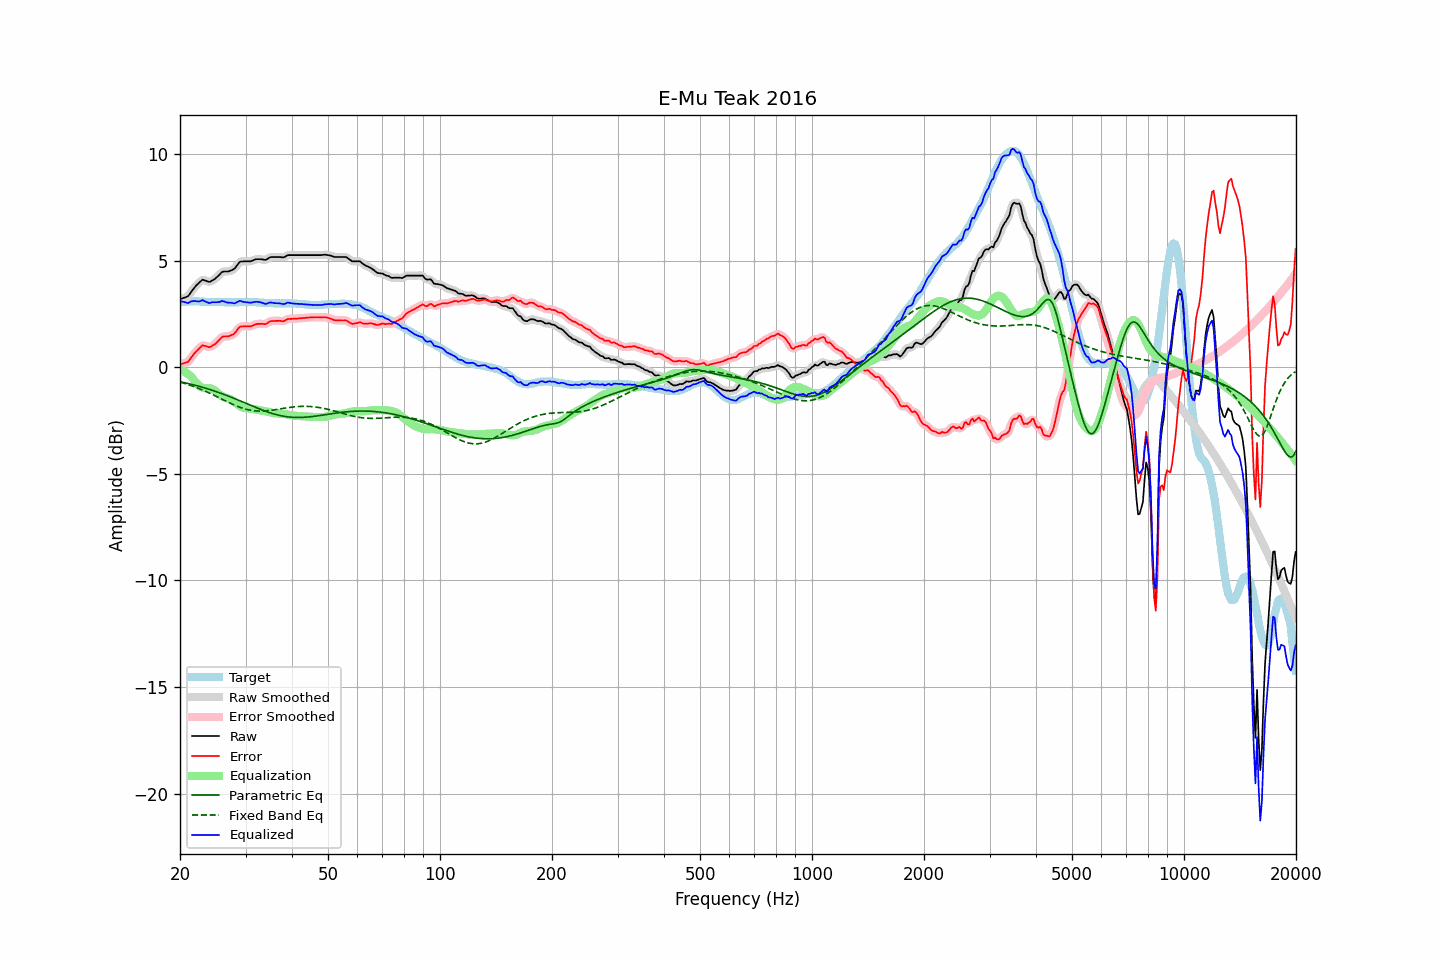 E-Mu Teak 2016
10
5
0
−5
−10
−15
−20
Amplitude (dBr)
Target
Raw Smoothed
Error Smoothed
Raw
Error
Equalization
Parametric Eq
Fixed Band Eq
Equalized
20 50 100 200 500 1000 2000 5000 10000 20000
Frequency (Hz)